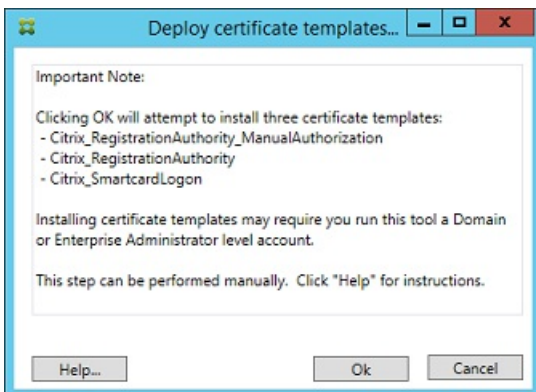 Deploy certificate templates...
Important Note:
Clicking OK will attempt to install three certificate templates:
- Citrix_RegistrationAuthority_ManualAuthorization
- Citrix_RegistrationAuthority
- Citrix_SmartcardLogon
Installing certificate templates may require you run this tool a Domain
or Enterprise Administrator level account.
This step can be performed manually. Click "Help" for instructions.
Help...
Ok
Cancel